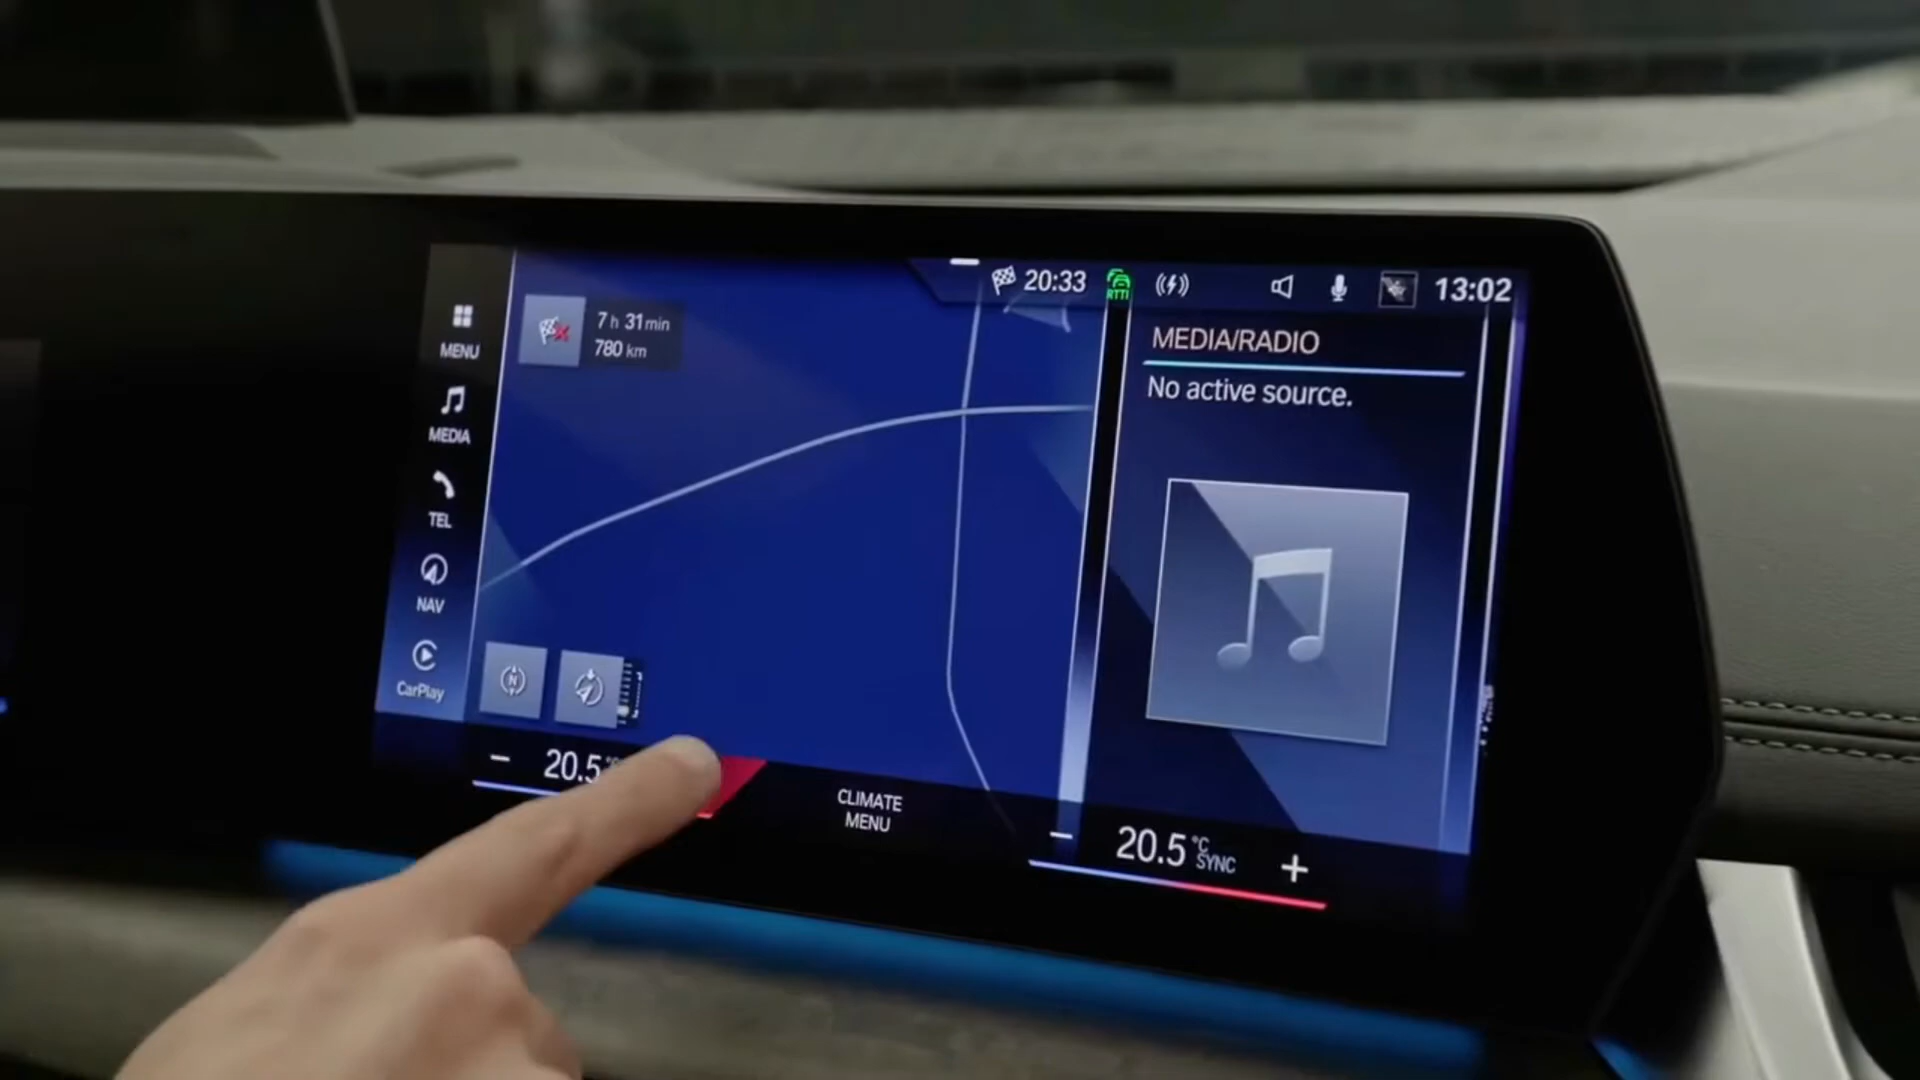 20:33
RTTI
13:02
7 h 31 min
780 km
MENU
MEDIA
TEL
NAV
CarPlay
N
MEDIA/RADIO
No active source.
− 20.5
CLIMATE
MENU
− 20.5 °C SYNC +